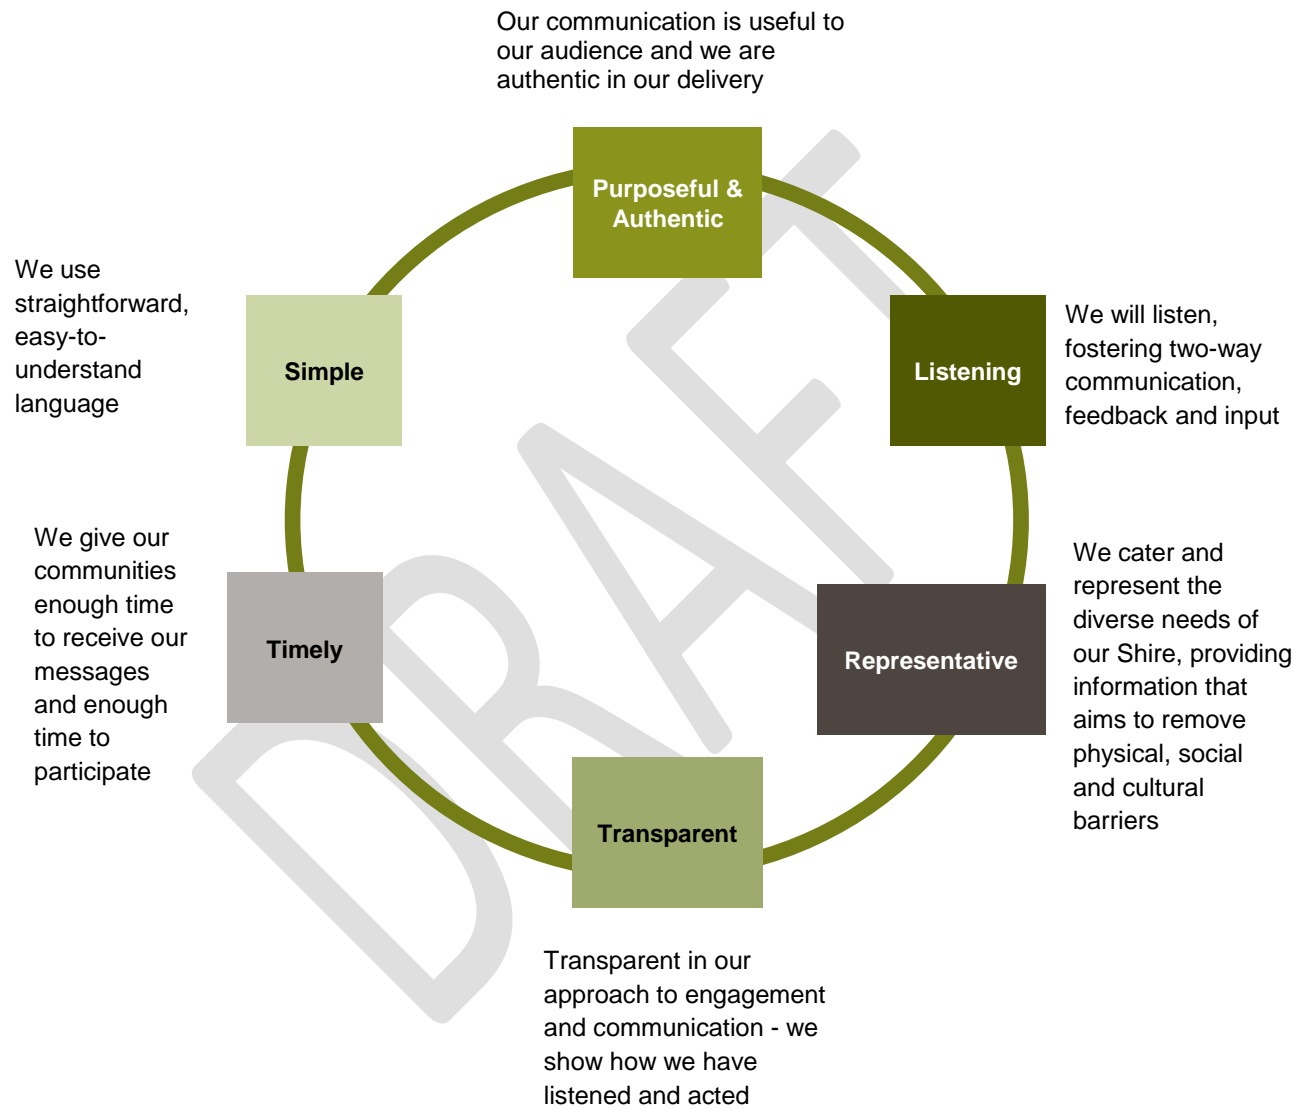 Our communication is useful to
our audience and we are
authentic in our delivery
Purposeful &
Authentic
Listening
We will listen,
fostering two-way
communication,
feedback and input
Representative
We cater and
represent the
diverse needs of
our Shire, providing
information that
aims to remove
physical, social
and cultural
barriers
Transparent
Transparent in our
approach to engagement
and communication - we
show how we have
listened and acted
Timely
We give our
communities
enough time
to receive our
messages
and enough
time to
participate
Simple
We use
straightforward,
easy-to-
understand
language
DRAFT